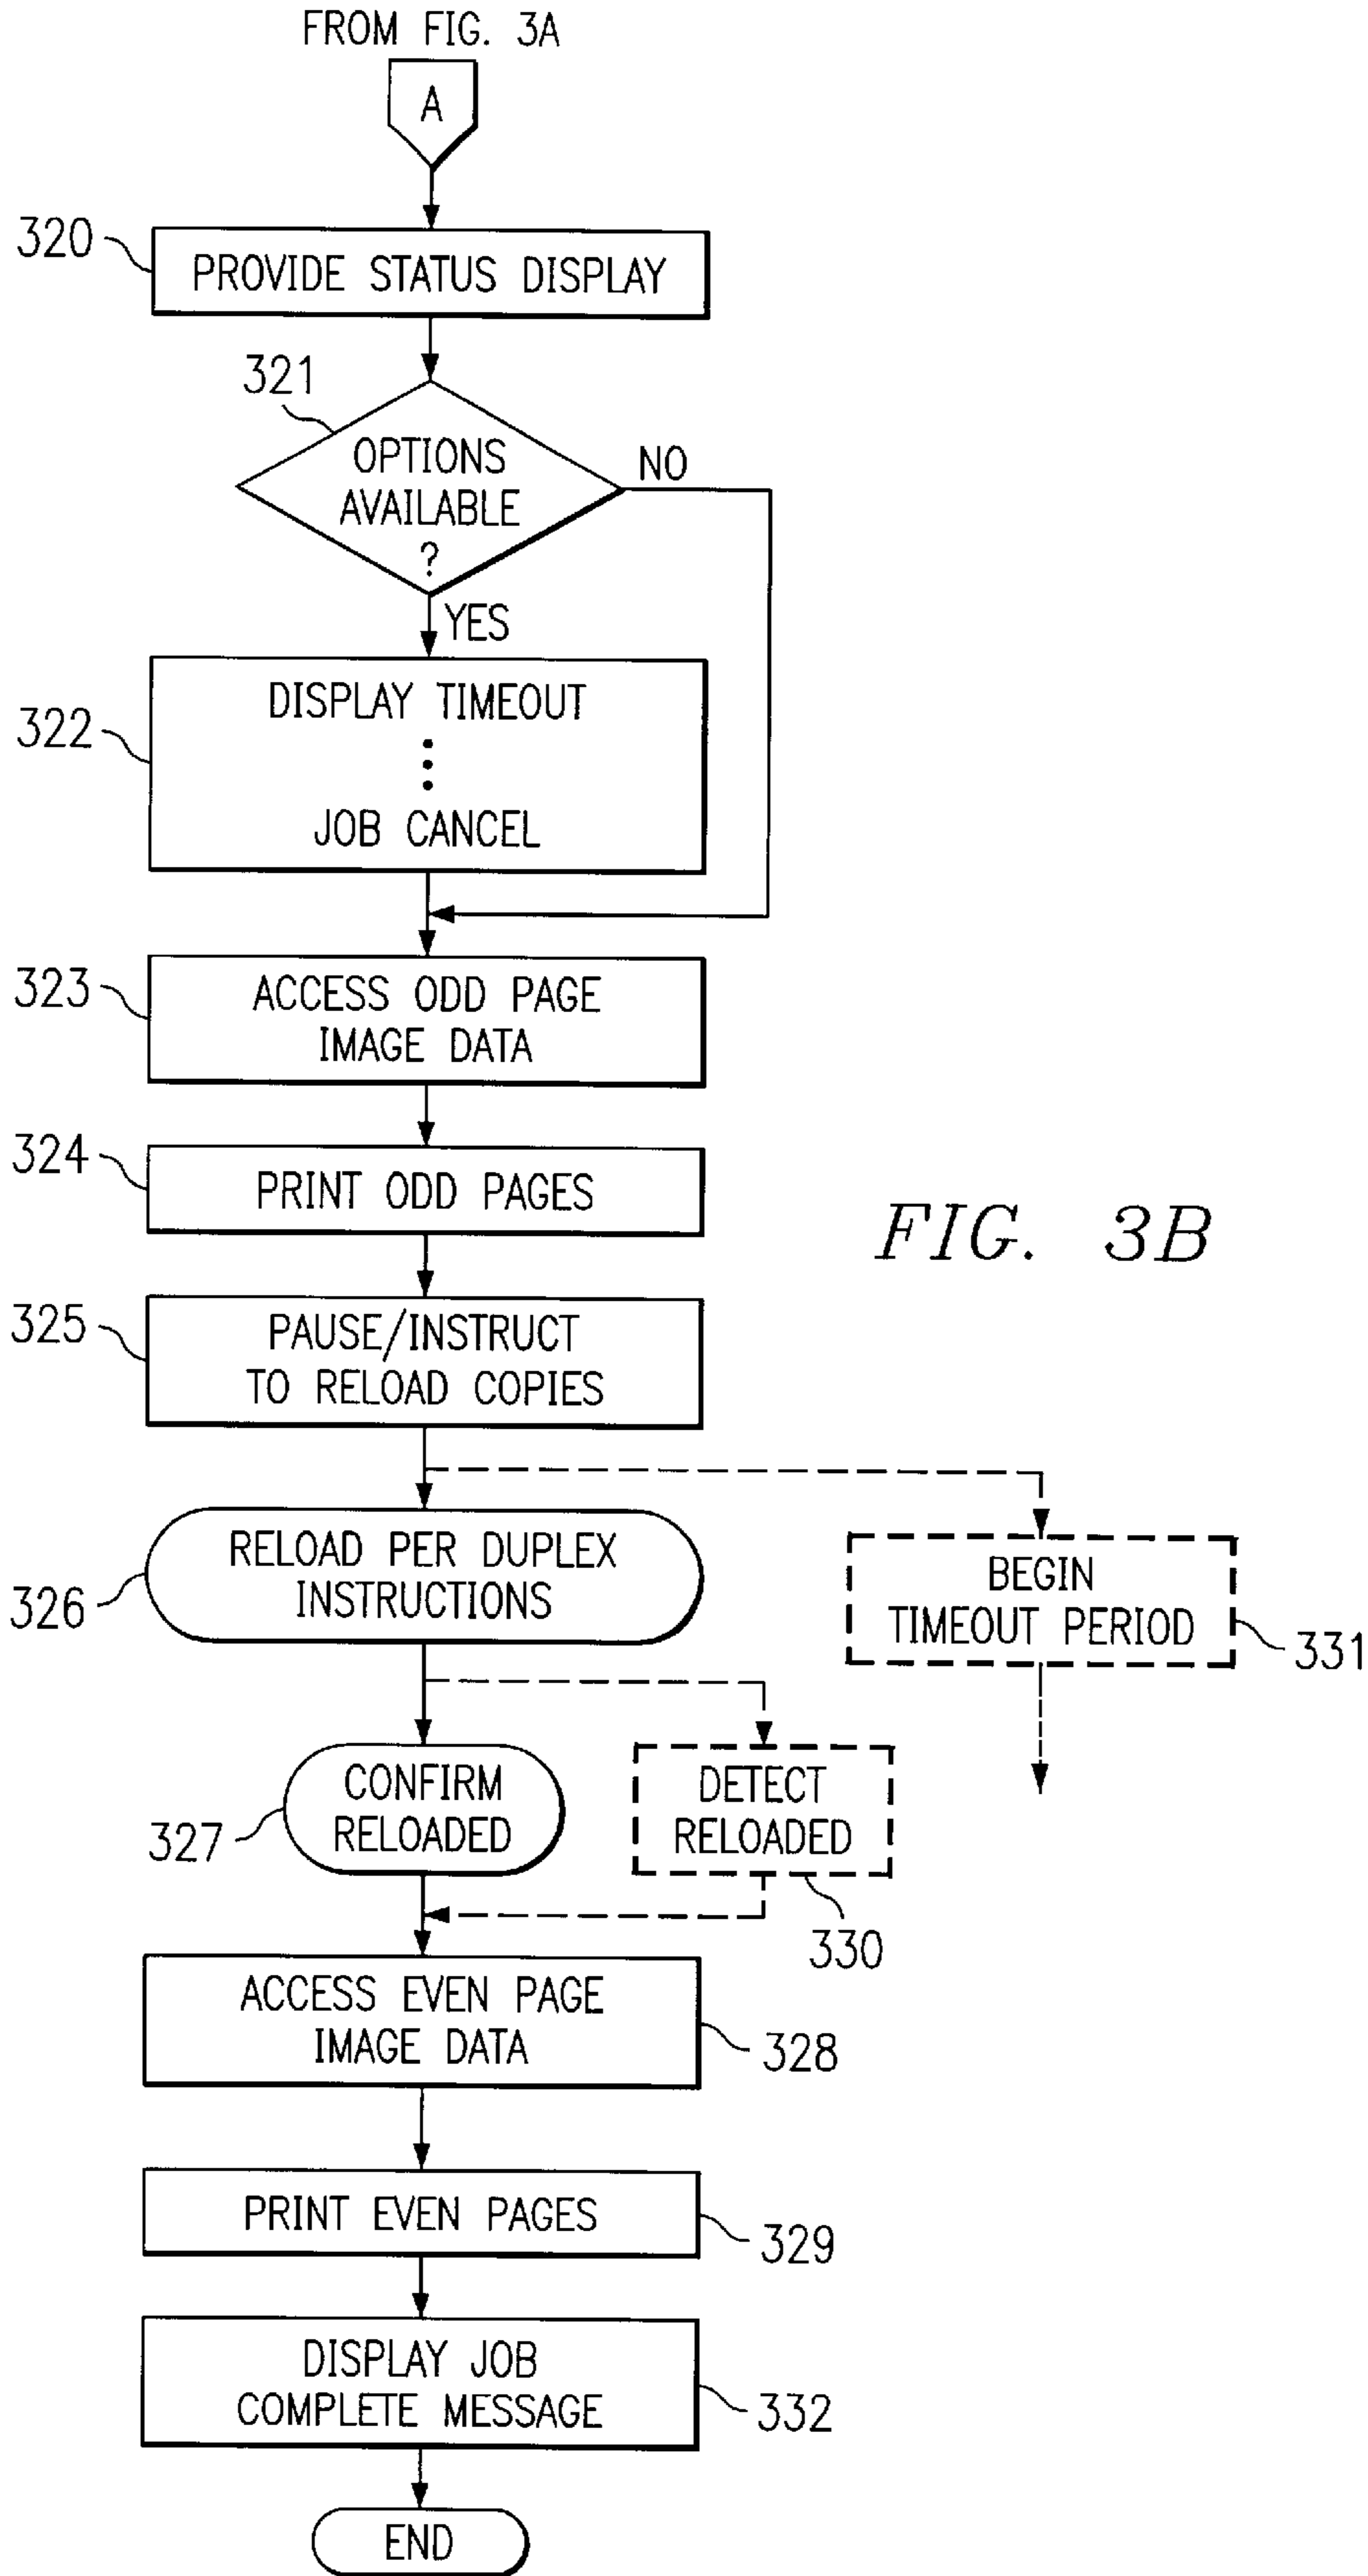 FROM FIG. 3A
A
320
PROVIDE STATUS DISPLAY
321
OPTIONS
AVAILABLE
?
NO
YES
322
DISPLAY TIMEOUT
JOB CANCEL
323
ACCESS ODD PAGE
IMAGE DATA
324
PRINT ODD PAGES
FIG. 3B
325
PAUSE/INSTRUCT
TO RELOAD COPIES
326
RELOAD PER DUPLEX
INSTRUCTIONS
BEGIN
TIMEOUT PERIOD
331
327
CONFIRM
RELOADED
DETECT
RELOADED
330
ACCESS EVEN PAGE
IMAGE DATA
328
PRINT EVEN PAGES
329
DISPLAY JOB
COMPLETE MESSAGE
332
END